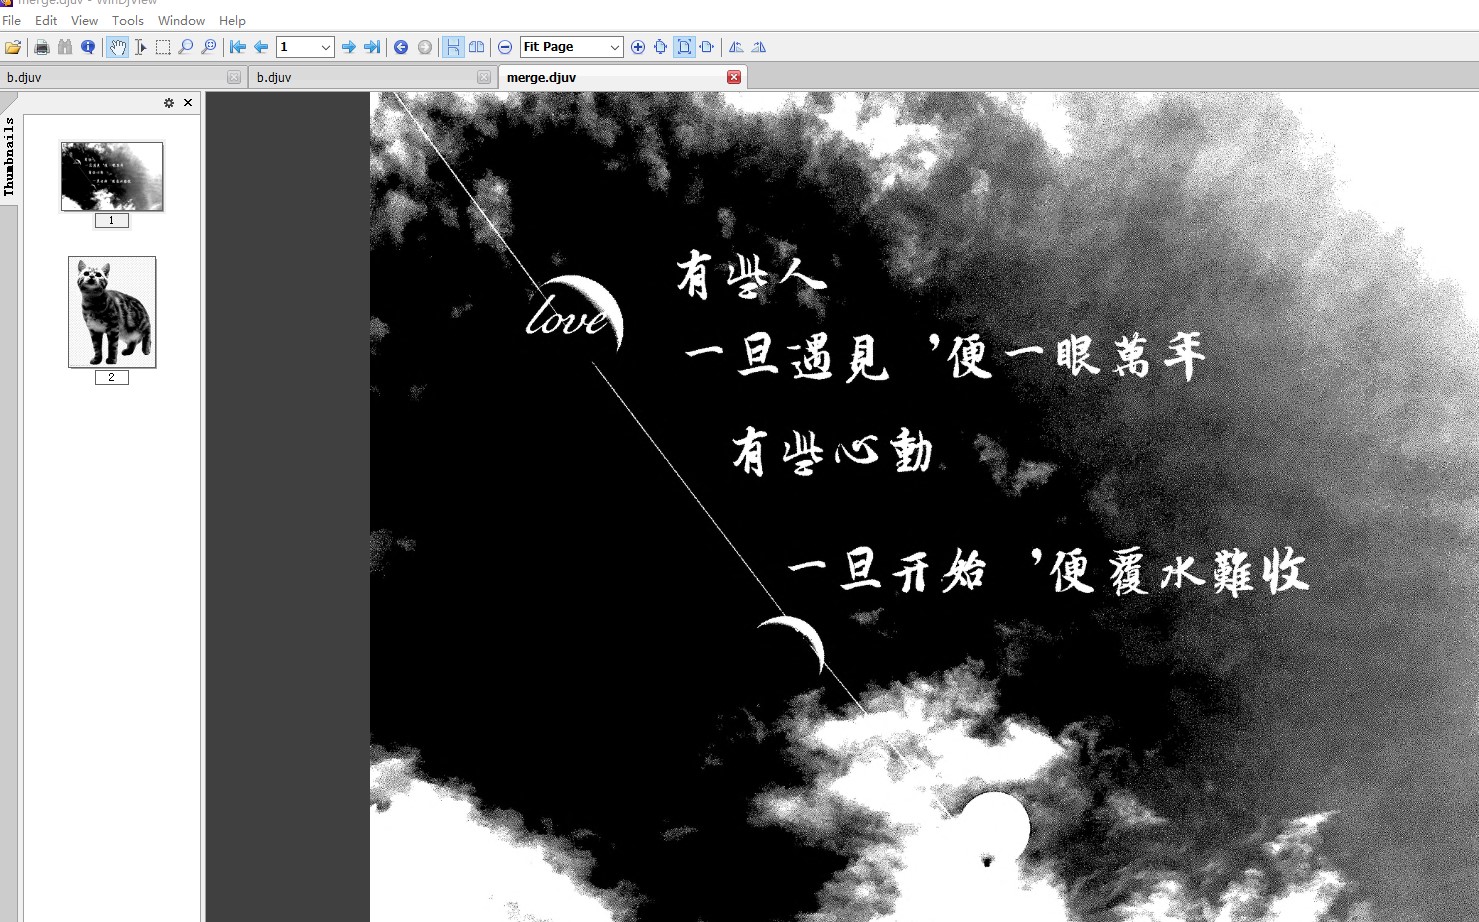 merge.djuv - WinDjView
File Edit View Tools Window Help
1 Fit Page
b.djuv b.djuv merge.djuv
Thumbnails
1
2
love
有些人
一旦遇見 ’便一眼萬年
有些心動
一旦开始 ’便覆水難收